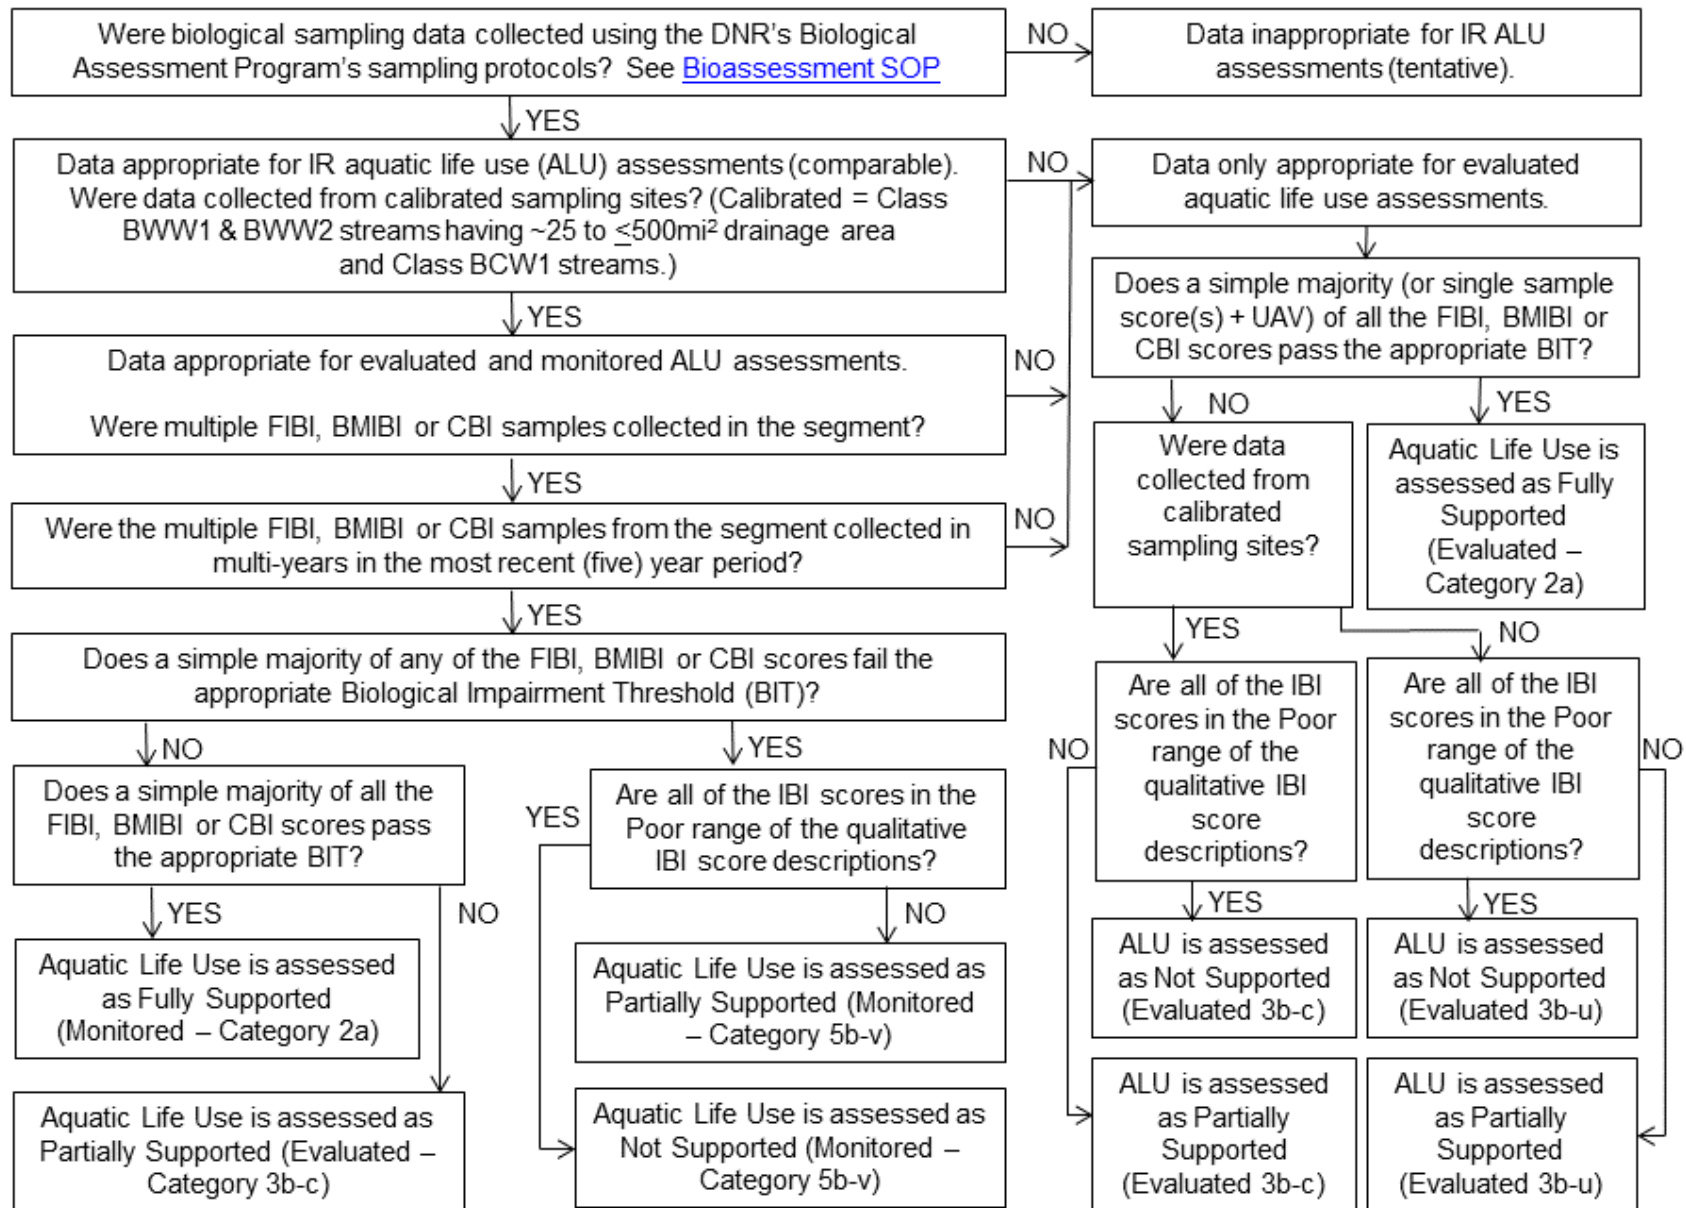 Were biological sampling data collected using the DNR's Biological
Assessment Program's sampling protocols? See Bioassessment SOP
NO
Data inappropriate for IR ALU
assessments (tentative).
YES
Data appropriate for IR aquatic life use (ALU) assessments (comparable).
Were data collected from calibrated sampling sites? (Calibrated = Class
BWW1 & BWW2 streams having ~25 to ≤500mi² drainage area
and Class BCW1 streams.)
NO
Data only appropriate for evaluated
aquatic life use assessments.
YES
Data appropriate for evaluated and monitored ALU assessments.
Were multiple FIBI, BMIBI or CBI samples collected in the segment?
NO
Does a simple majority (or single sample
score(s) + UAV) of all the FIBI, BMIBI or
CBI scores pass the appropriate BIT?
YES
Were the multiple FIBI, BMIBI or CBI samples from the segment collected in
multi-years in the most recent (five) year period?
NO
NO
Were data
collected from
calibrated
sampling sites?
YES
Aquatic Life Use is
assessed as Fully
Supported
(Evaluated –
Category 2a)
YES
Does a simple majority of any of the FIBI, BMIBI or CBI scores fail the
appropriate Biological Impairment Threshold (BIT)?
NO
Does a simple majority of all the
FIBI, BMIBI or CBI scores pass
the appropriate BIT?
YES
Are all of the IBI scores in the
Poor range of the qualitative
IBI score descriptions?
YES
YES
Aquatic Life Use is assessed
as Fully Supported
(Monitored – Category 2a)
NO
Aquatic Life Use is assessed as
Partially Supported (Evaluated –
Category 3b-c)
NO
Aquatic Life Use is assessed as
Partially Supported (Monitored
– Category 5b-v)
Aquatic Life Use is assessed as
Not Supported (Monitored –
Category 5b-v)
YES
Are all of the IBI
scores in the Poor
range of the
qualitative IBI
score
descriptions?
NO
Are all of the IBI
scores in the Poor
range of the
qualitative IBI
score
descriptions?
NO
NO
YES
ALU is assessed
as Not Supported
(Evaluated 3b-c)
YES
ALU is assessed
as Not Supported
(Evaluated 3b-u)
ALU is assessed
as Partially
Supported
(Evaluated 3b-c)
ALU is assessed
as Partially
Supported
(Evaluated 3b-u)